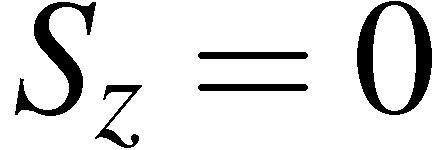 S_z = 0